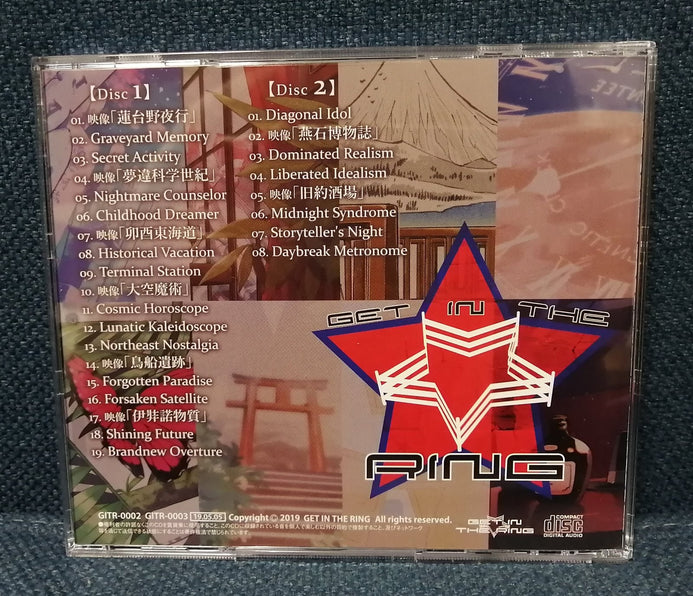 【Disc 1】
01. 映像「蓮台野夜行」
02. Graveyard Memory
03. Secret Activity
04. 映像「夢違科学世紀」
05. Nightmare Counselor
06. Childhood Dreamer
07. 映像「卯酉東海道」
08. Historical Vacation
09. Terminal Station
10. 映像「大空魔術」
11. Cosmic Horoscope
12. Lunatic Kaleidoscope
13. Northeast Nostalgia
14. 映像「鳥船遺跡」
15. Forgotten Paradise
16. Forsaken Satellite
17. 映像「伊弉諾物質」
18. Shining Future
19. Brandnew Overture
【Disc 2】
01. Diagonal Idol
02. 映像「燕石博物誌」
03. Dominated Realism
04. Liberated Idealism
05. 映像「旧約酒場」
06. Midnight Syndrome
07. Storyteller's Night
08. Daybreak Metronome
GET IN THE
RING
GITR-0002 GITR-0003 19.05.05 Copyright © 2019 GET IN THE RING All rights reserved.
GET IN
THE RING
COMPACT
disc
DIGITAL AUDIO